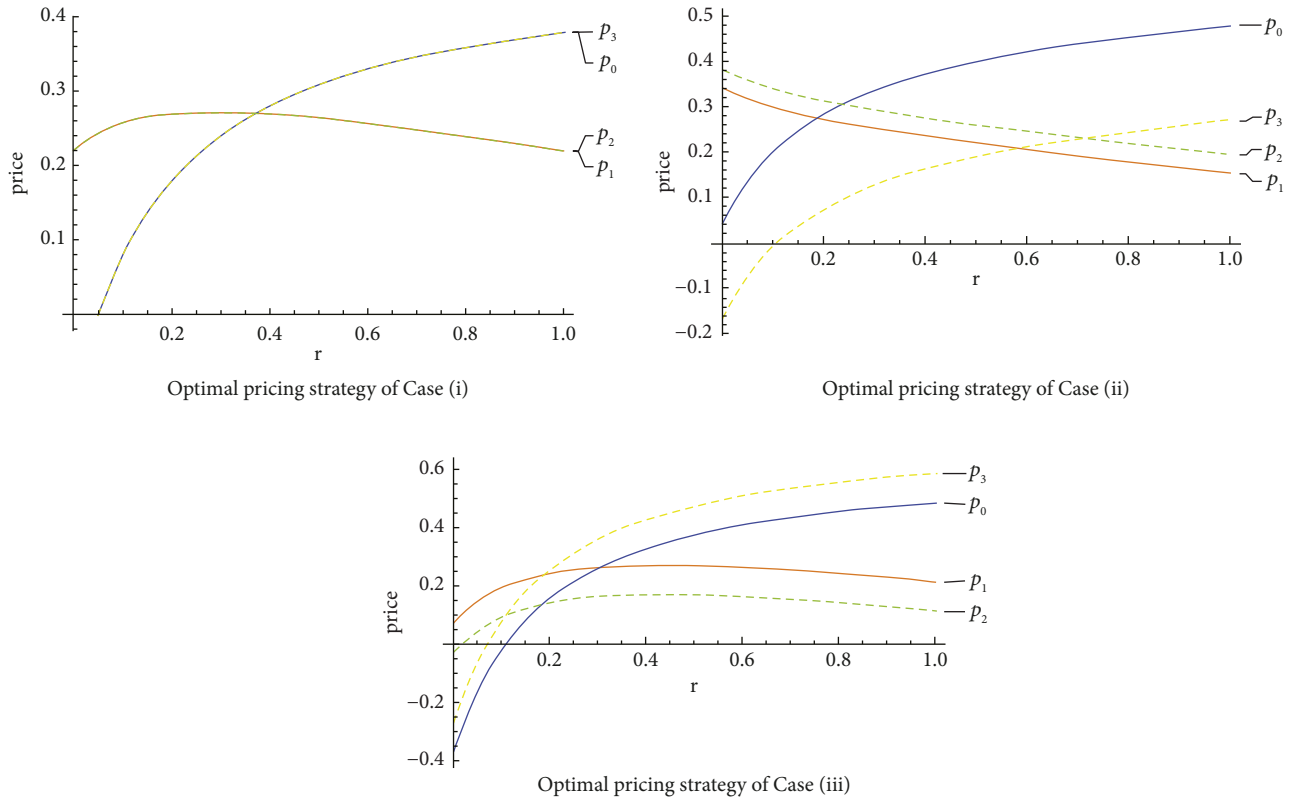 0.4
0.3
0.2
0.1
price
0.2
0.4
0.6
0.8
1.0
r
p3
p0
p2
p1
Optimal pricing strategy of Case (i)
0.5
0.4
0.3
0.2
0.1
−0.1
−0.2
price
0.2
0.4
0.6
0.8
1.0
r
p0
p3
p2
p1
Optimal pricing strategy of Case (ii)
0.6
0.4
0.2
−0.2
−0.4
price
0.2
0.4
0.6
0.8
1.0
r
p3
p0
p1
p2
Optimal pricing strategy of Case (iii)